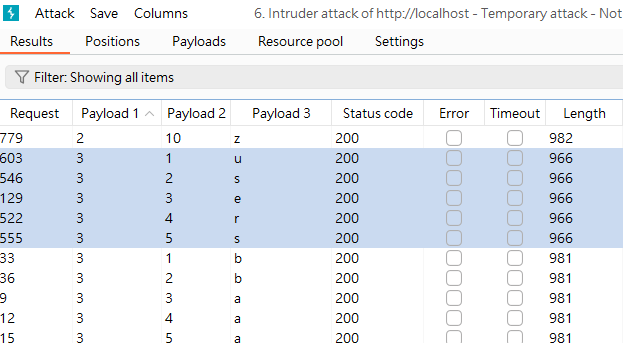 Attack Save Columns 6. Intruder attack of http://localhost - Temporary attack - Not
Results Positions Payloads Resource pool Settings
Filter: Showing all items
Request Payload 1 Payload 2 Payload 3 Status code Error Timeout Length
779 2 10 z 200 982
603 3 1 u 200 966
546 3 2 s 200 966
129 3 3 e 200 966
522 3 4 r 200 966
555 3 5 s 200 966
33 3 1 b 200 981
36 3 2 b 200 981
9 3 3 a 200 981
12 3 4 a 200 981
15 3 5 a 200 981